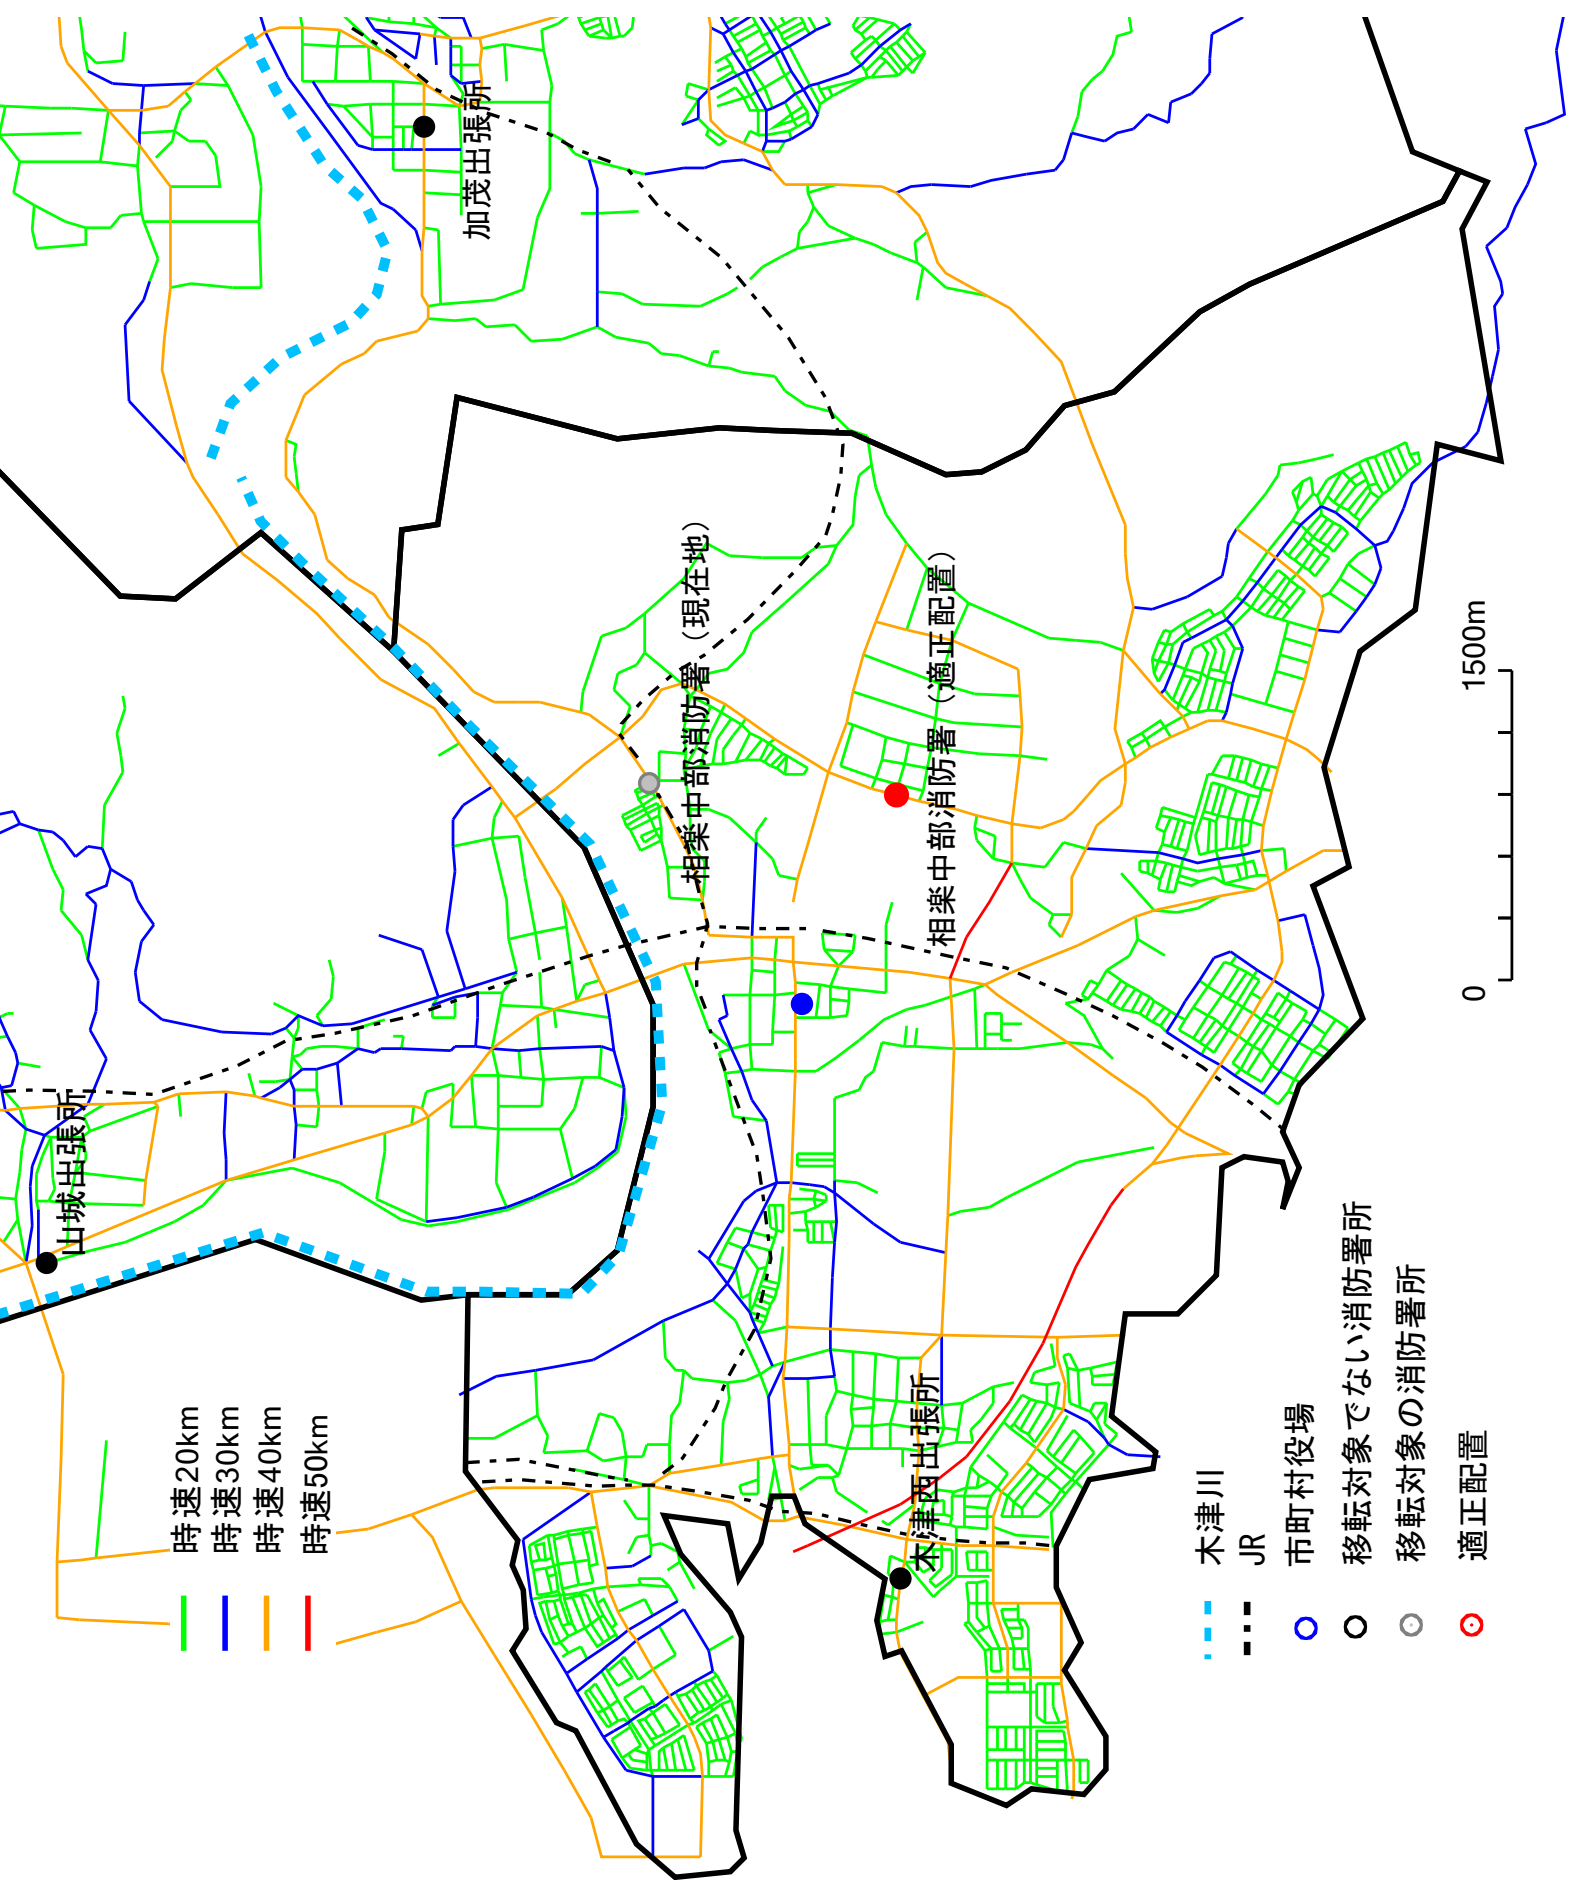 加茂出張所
相楽中部消防署（現在地）
相楽中部消防署（適正配置）
山城出張所
木津西出張所
時速20km
時速30km
時速40km
時速50km
0
1500m
木津川
JR
市町村役場
移転対象でない消防署所
移転対象の消防署所
適正配置